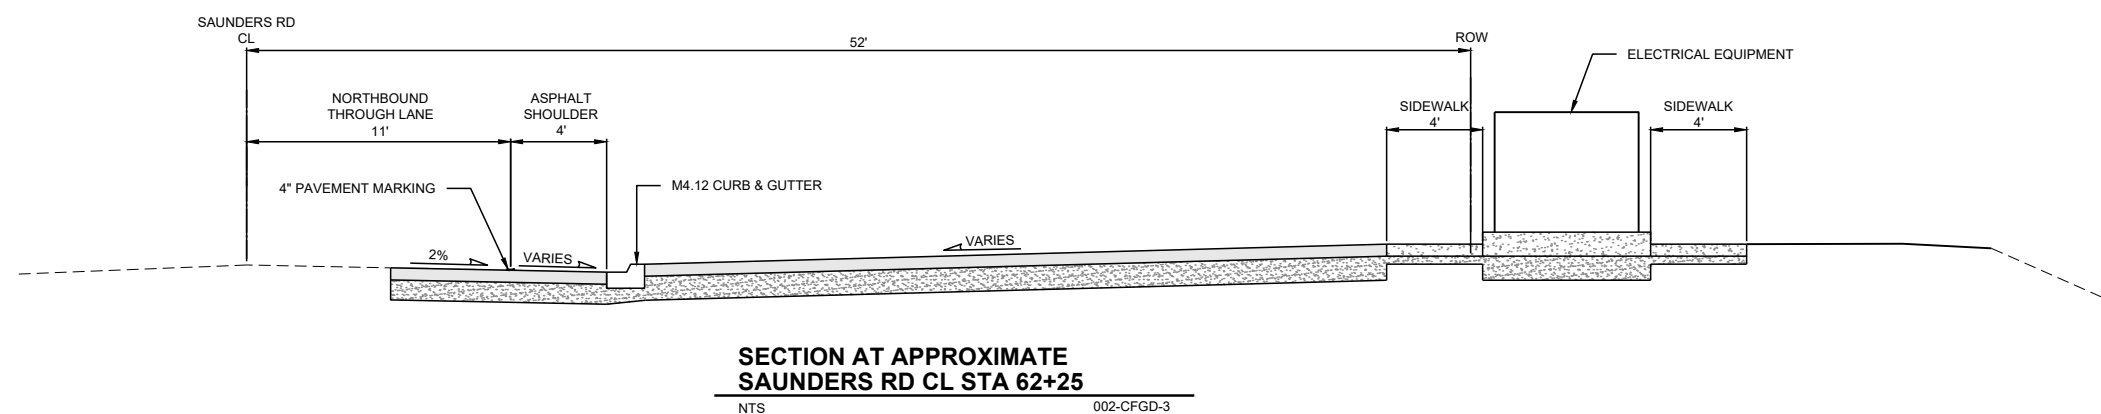 SAUNDERS RD
CL
52'
ROW
ELECTRICAL EQUIPMENT
NORTHBOUND
THROUGH LANE
11'
ASPHALT
SHOULDER
4'
SIDEWALK
4'
SIDEWALK
4'
4" PAVEMENT MARKING
M4.12 CURB & GUTTER
2%
VARIES
VARIES
SECTION AT APPROXIMATE
SAUNDERS RD CL STA 62+25
NTS
002-CFGD-3